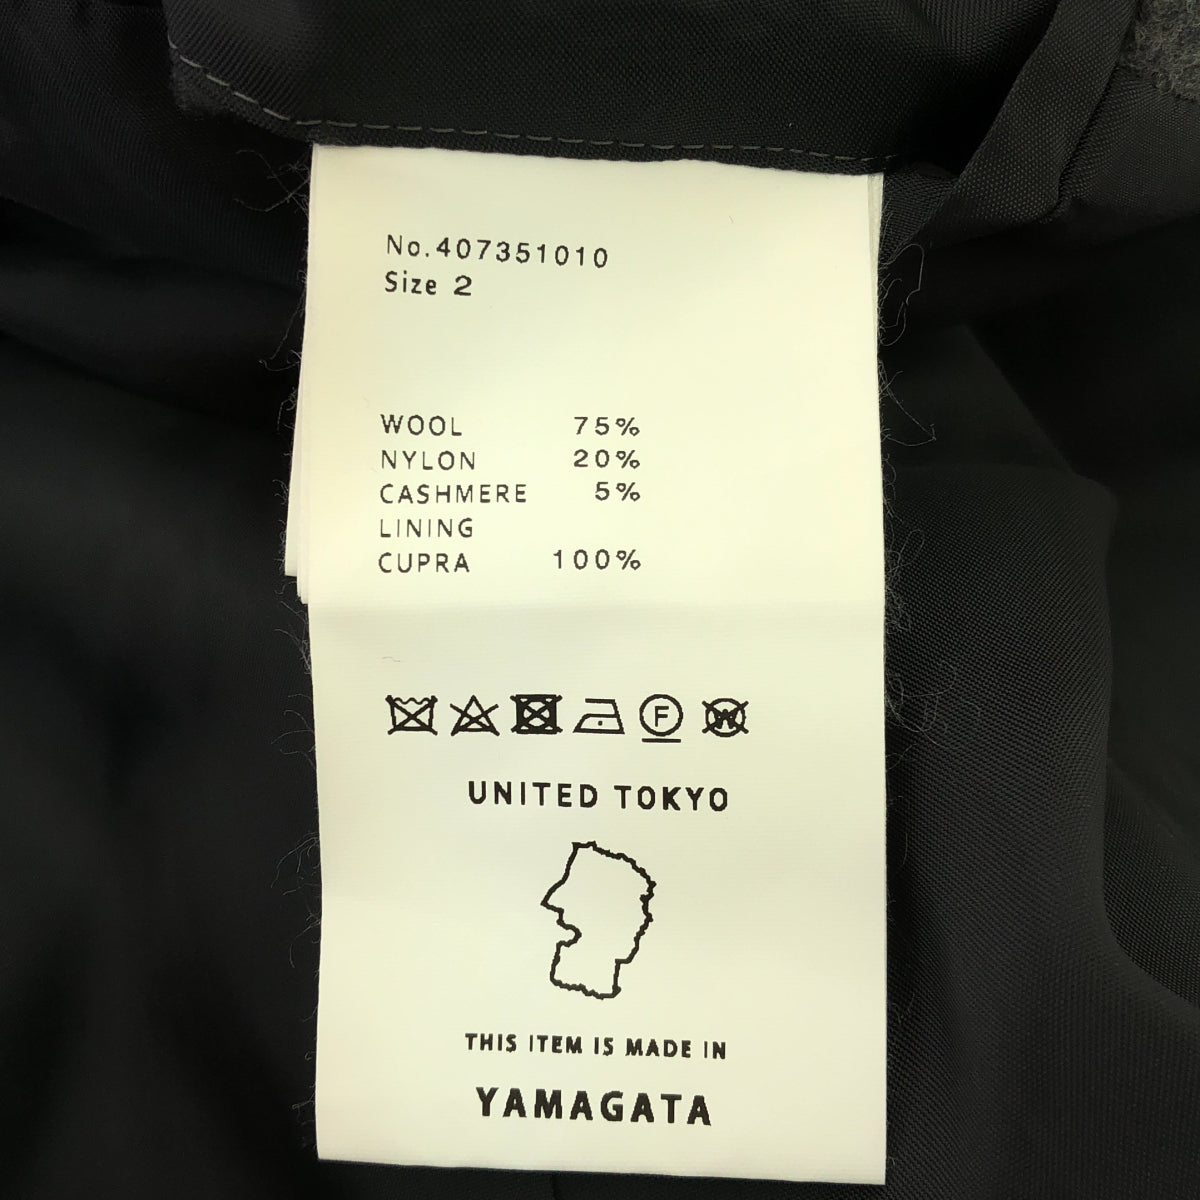 No.407351010
Size 2
WOOL 75%
NYLON 20%
CASHMERE 5%
LINING
CUPRA 100%
F W
UNITED TOKYO
THIS ITEM IS MADE IN
YAMAGATA